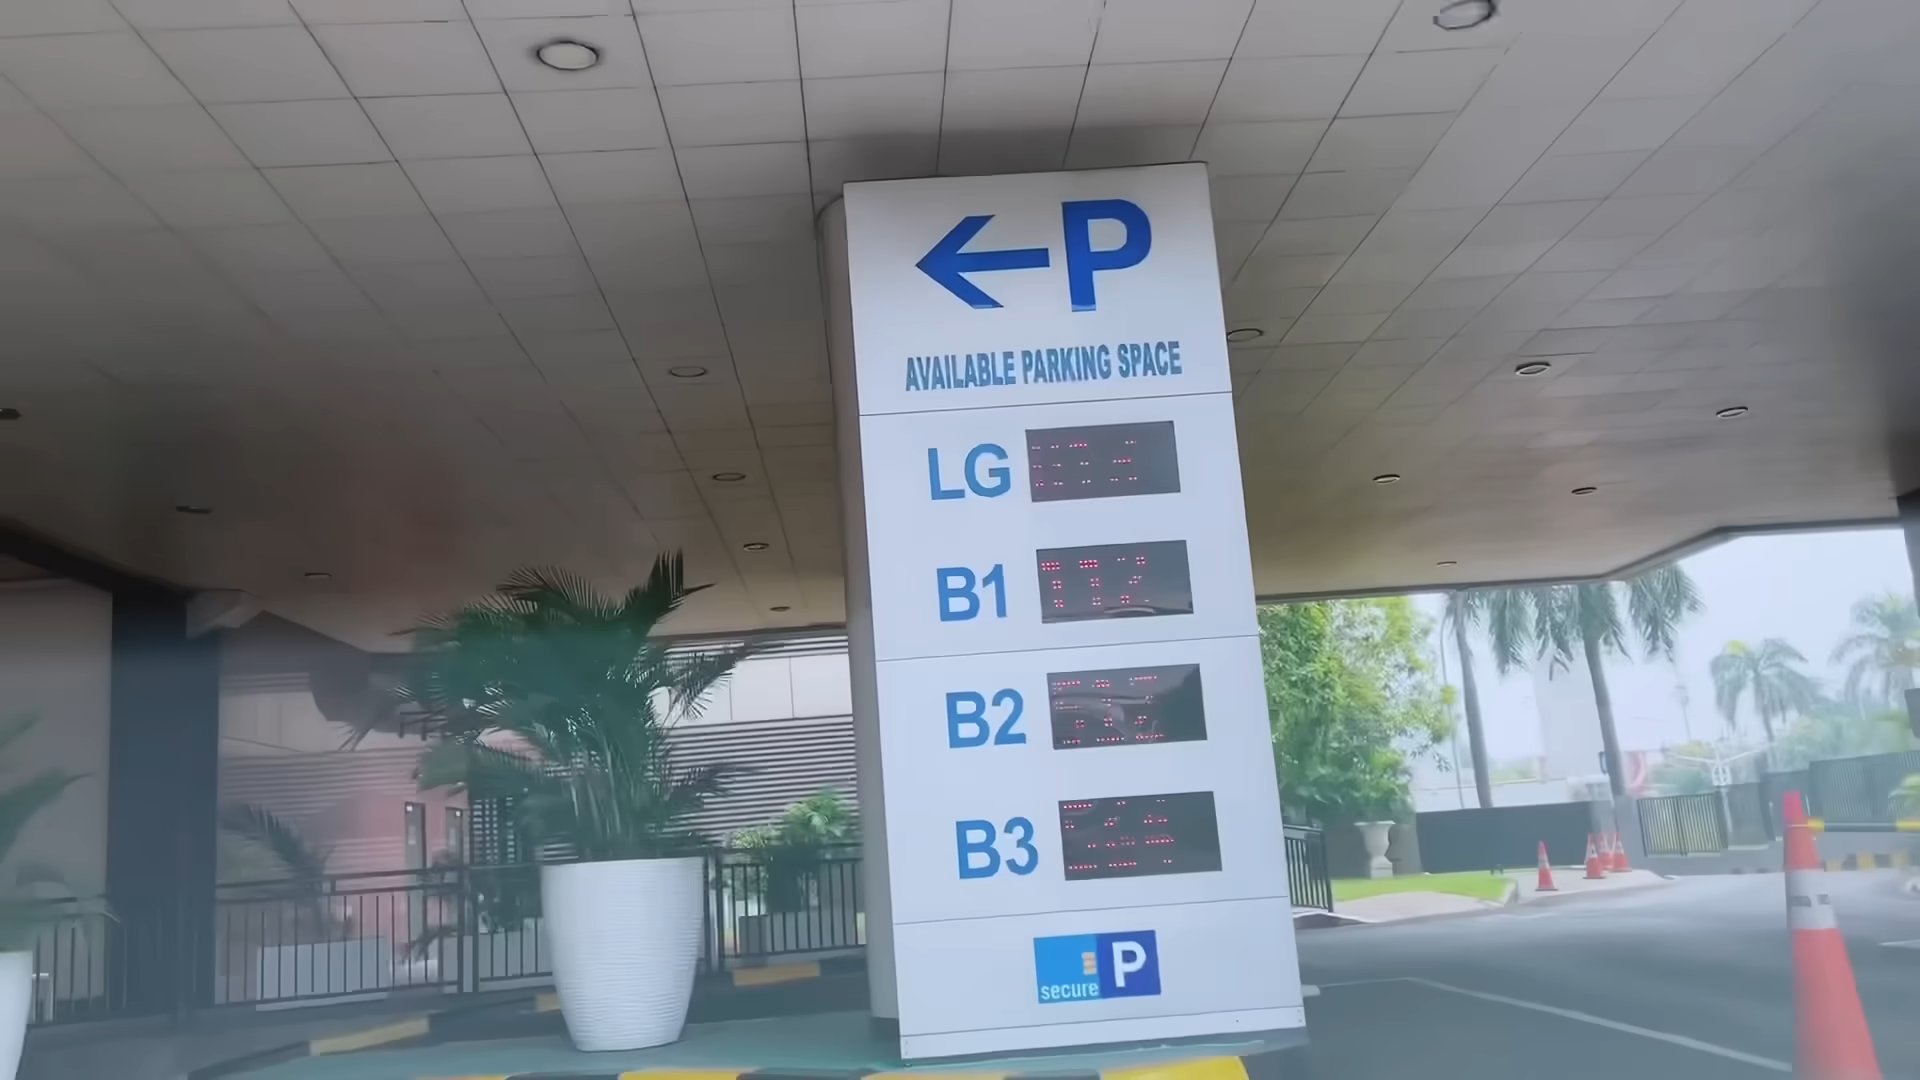 P
AVAILABLE PARKING SPACE
LG
B1
B2
B3
secure P